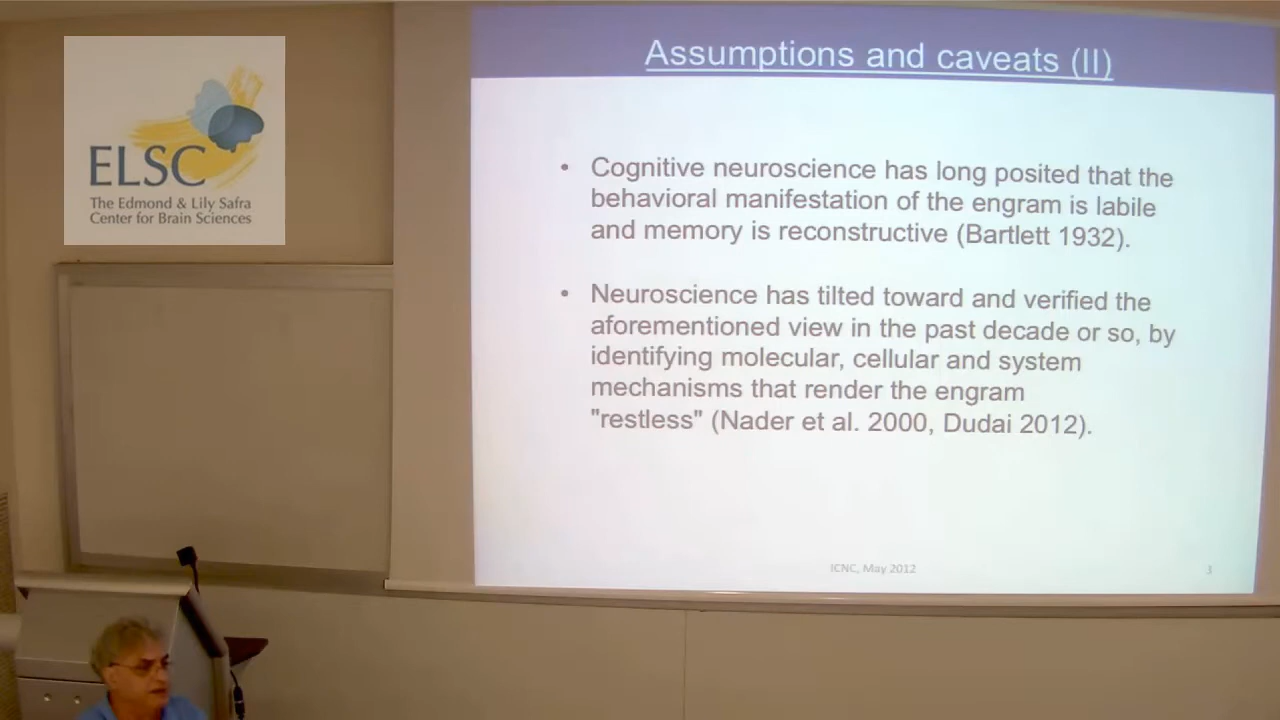 ELSC
The Edmond & Lily Safra
Center for Brain Sciences
Assumptions and caveats (II)
• Cognitive neuroscience has long posited that the
behavioral manifestation of the engram is labile
and memory is reconstructive (Bartlett 1932).
• Neuroscience has tilted toward and verified the
aforementioned view in the past decade or so, by
identifying molecular, cellular and system
mechanisms that render the engram
"restless" (Nader et al. 2000, Dudai 2012).
ICNC, May 2012
3